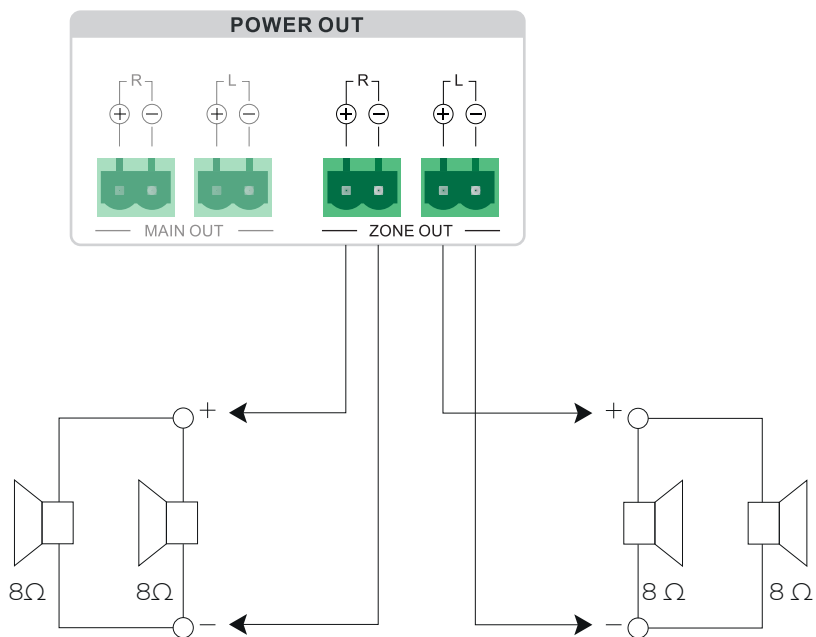 POWER OUT
R L R L
+ − + − + − + −
MAIN OUT ZONE OUT
+ +
8Ω 8Ω 8 Ω 8 Ω
− −